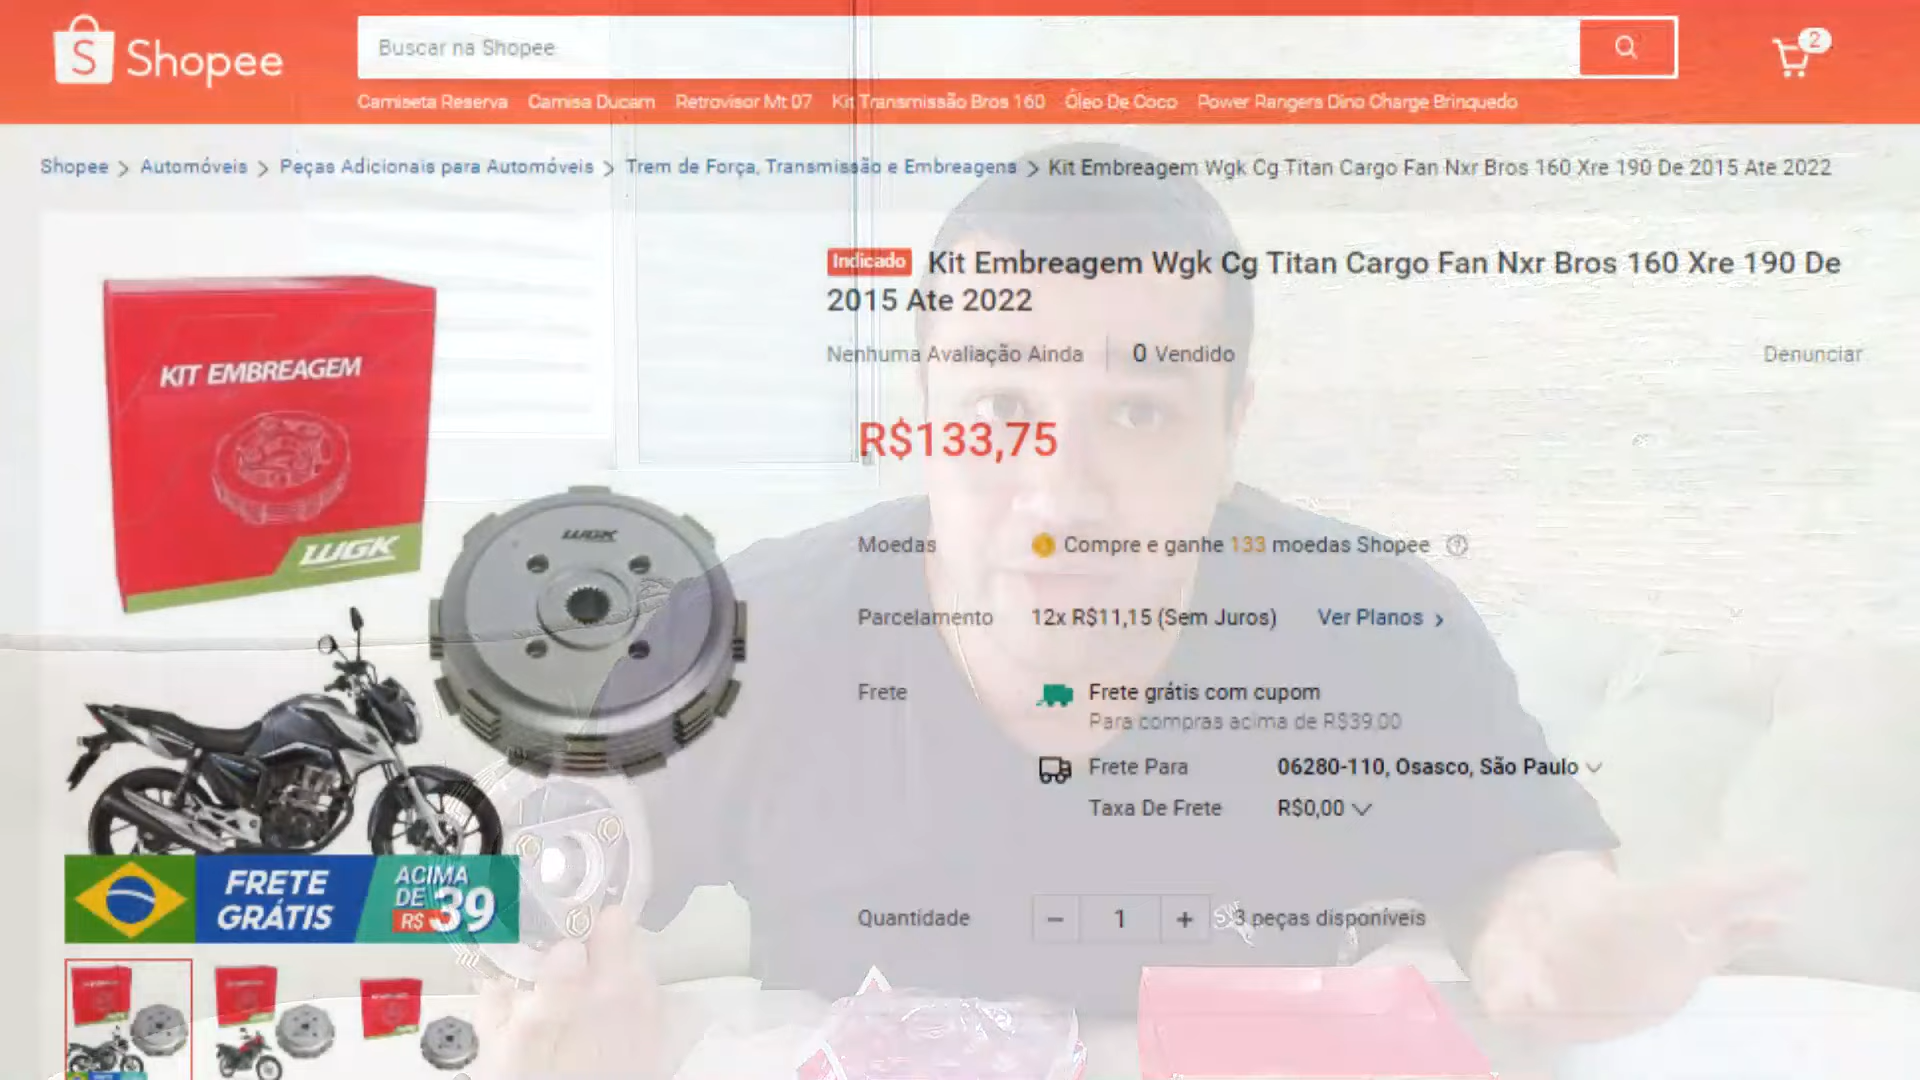 Shopee
Buscar na Shopee
2
Camiseta Reserva Camisa Ducam Retrovisor Mt 07 Kit Transmissão Bros 160 Óleo De Coco Power Rangers Dino Charge Brinquedo
Shopee > Automóveis > Peças Adicionais para Automóveis > Trem de Força, Transmissão e Embreagens > Kit Embreagem Wgk Cg Titan Cargo Fan Nxr Bros 160 Xre 190 De 2015 Ate 2022
Indicado Kit Embreagem Wgk Cg Titan Cargo Fan Nxr Bros 160 Xre 190 De
2015 Ate 2022
Nenhuma Avaliação Ainda 0 Vendido Denunciar
KIT EMBREAGEM
WGK
WGK
R$133,75
Moedas Compre e ganhe 133 moedas Shopee ?
Parcelamento 12x R$11,15 (Sem Juros) Ver Planos >
Frete Frete grátis com cupom
Para compras acima de R$39,00
Frete Para 06280-110, Osasco, São Paulo
Taxa De Frete R$0,00
FRETE
GRÁTIS
ACIMA
DE
R$ 39
Quantidade − 1 + 3 peças disponíveis